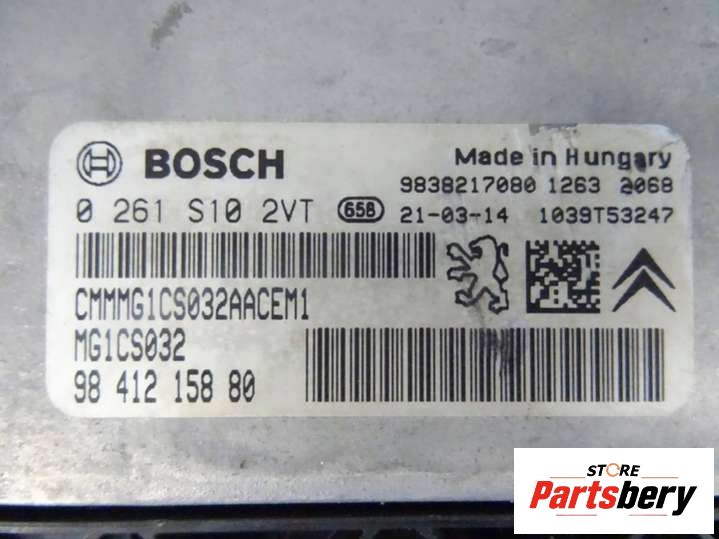 BOSCH
Made in Hungary
9838217080 1263 2068
0 261 S10 2VT 658 21-03-14 1039T53247
CMMMG1CS032AACEM1
MG1CS032
98 412 158 80
STORE
Partsbery